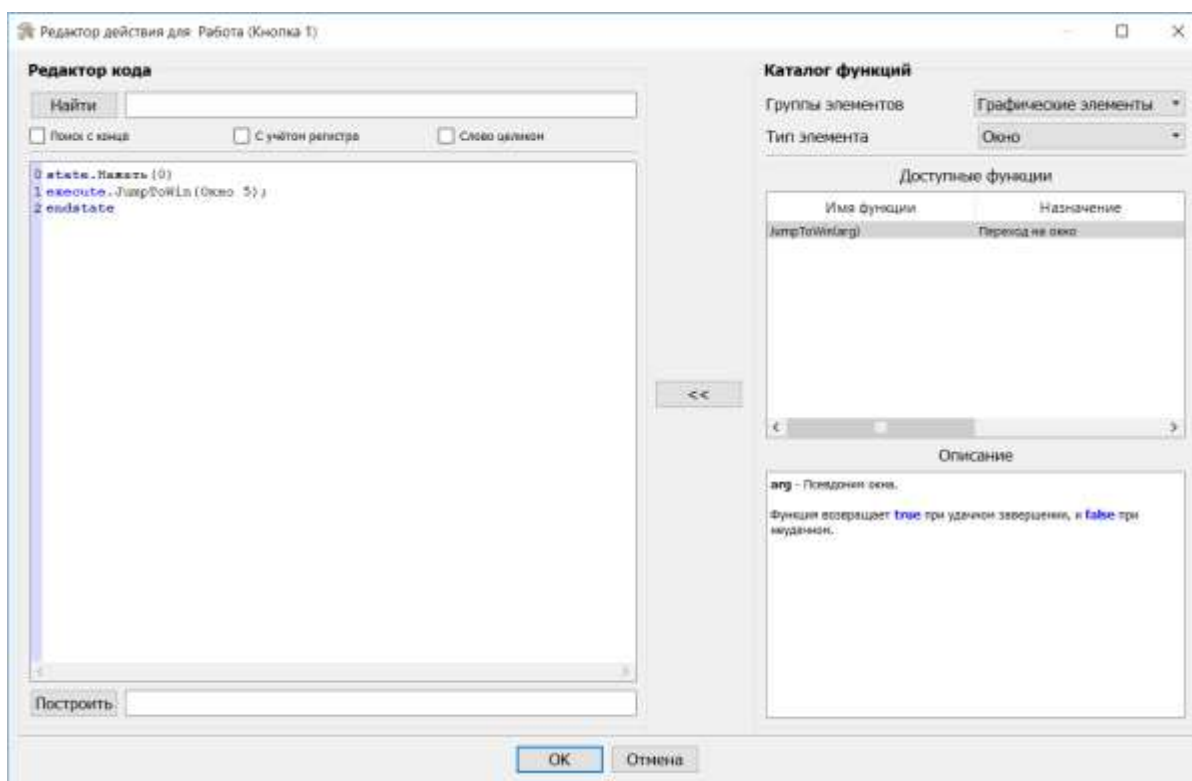 Редактор действия для Работа (Кнопка 1)
Редактор кода
Найти
Поиск с конца
С учётом регистра
Слово целиком
0 state.Нажать(0)
1 execute.JumpToWin(Окно 5);
2 endstate
Построить
<<
Каталог функций
Группы элементов
Графические элементы
Тип элемента
Окно
Доступные функции
Имя функции
Назначение
JumpToWin(arg)
Переход на окно
Описание
arg - Псевдоним окна.
Функция возвращает true при удачном завершении, и false при
неудачном.
OK
Отмена